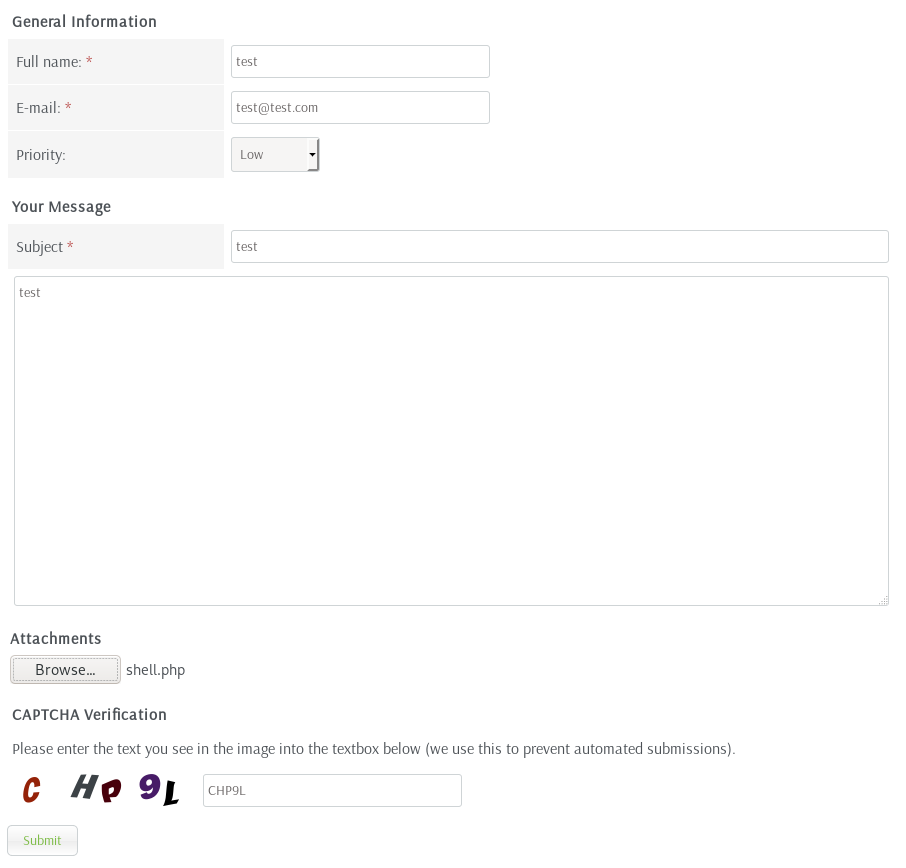 General Information
Full name: * test
E-mail: * test@test.com
Priority: Low
Your Message
Subject * test
test
Attachments
Browse... shell.php
CAPTCHA Verification
Please enter the text you see in the image into the textbox below (we use this to prevent automated submissions).
C H P 9 L CHP9L
Submit